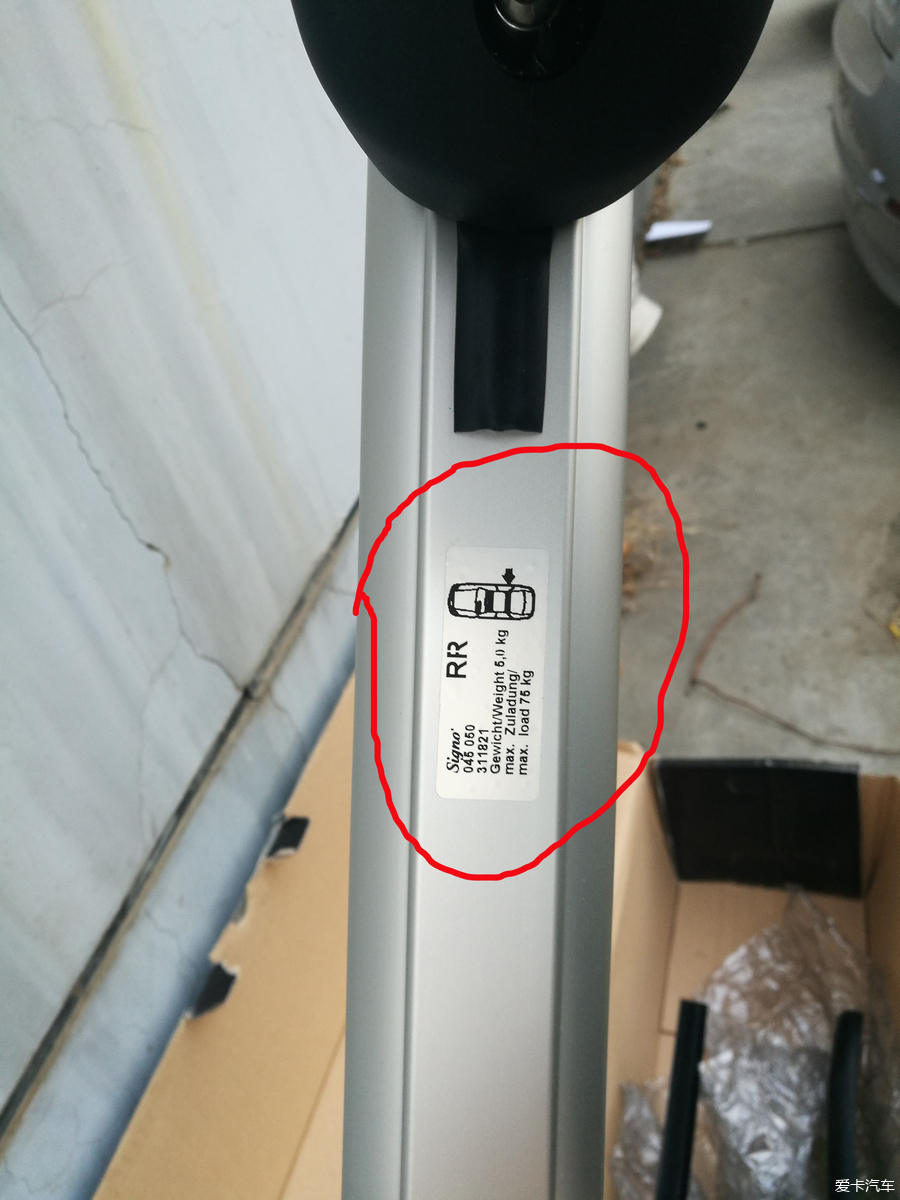 RR
Signo
045 050
311821
Gewicht/Weight 5,0 kg
max. Zuladung/
max. load 75 kg
爱卡汽车